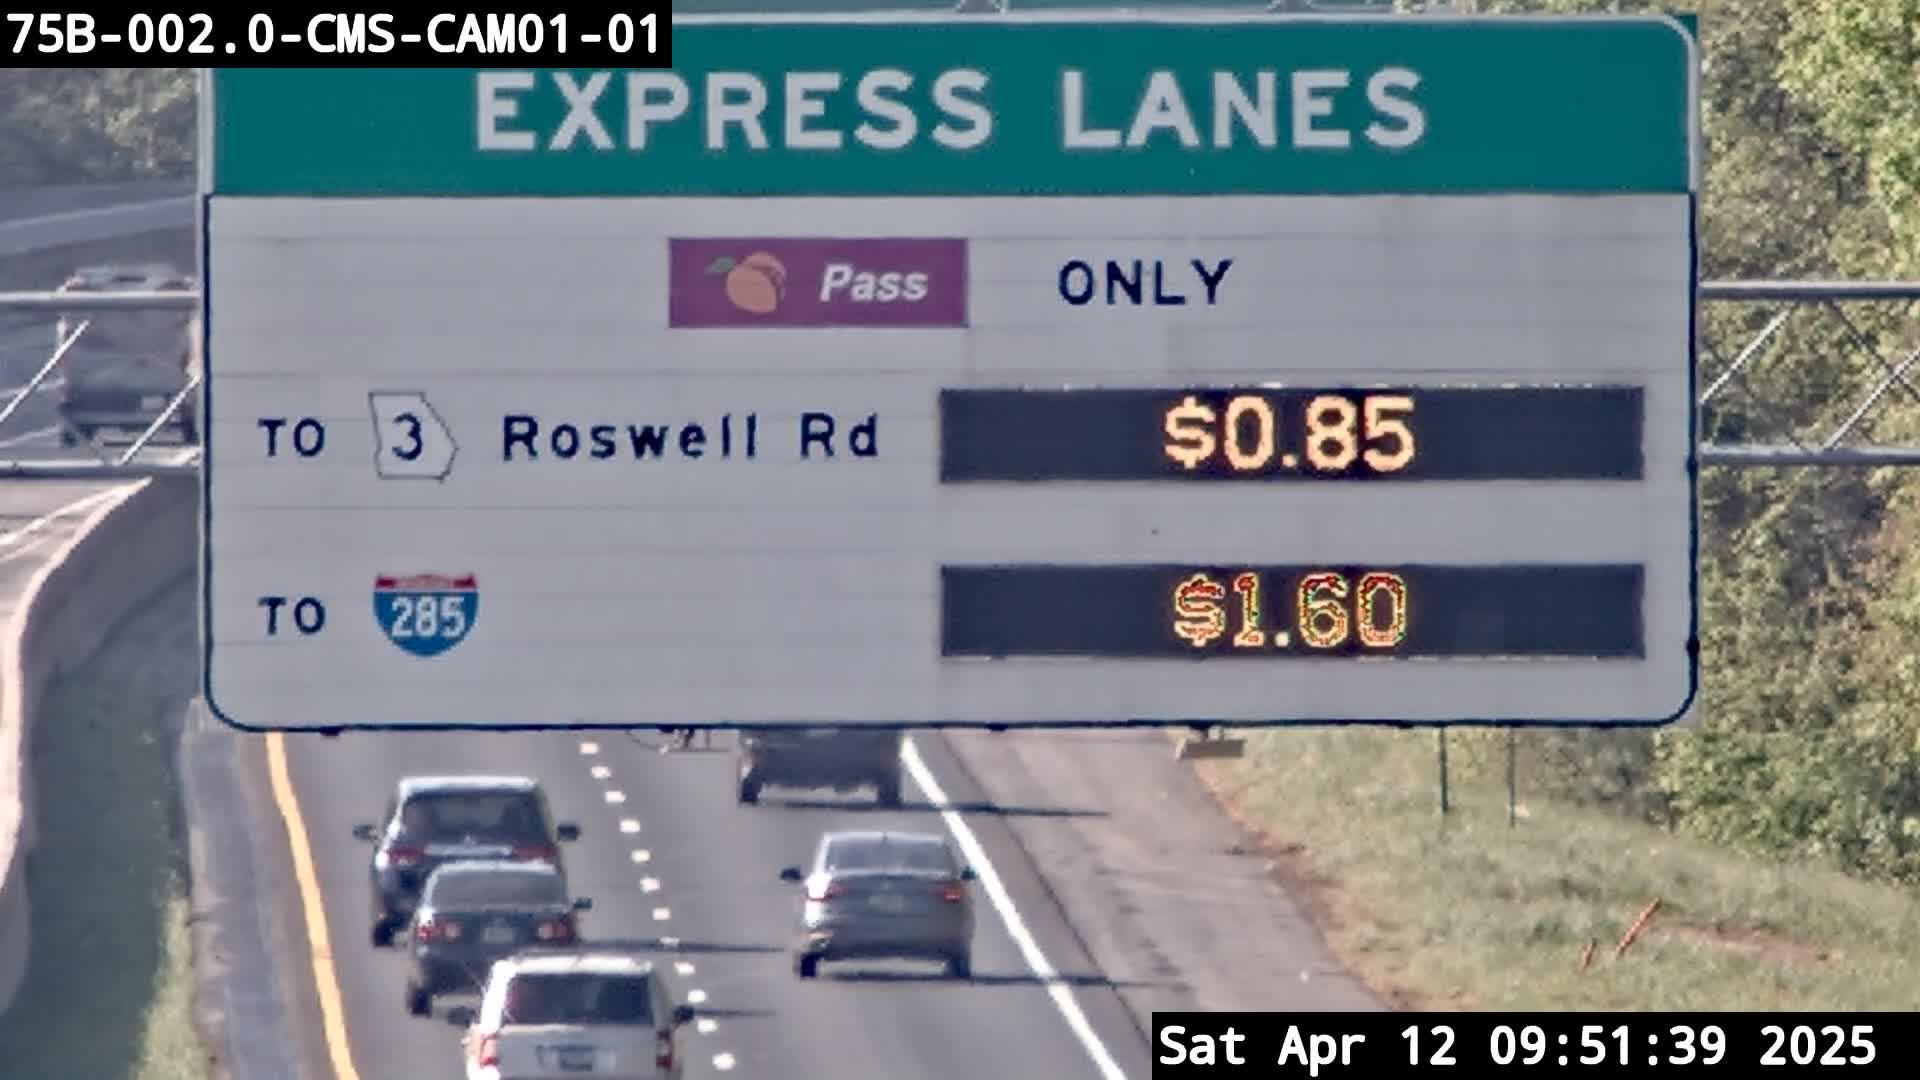 75B-002.0-CMS-CAM01-01
EXPRESS LANES
Pass ONLY
TO 3 Roswell Rd $0.85
TO 285 $1.60
Sat Apr 12 09:51:39 2025